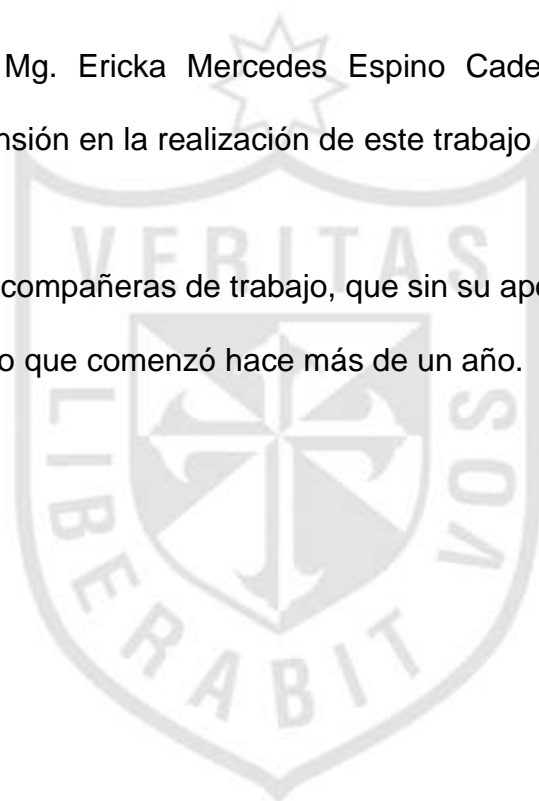 Mg. Ericka Mercedes Espino Cade
nsión en la realización de este trabajo
compañeras de trabajo, que sin su apo
o que comenzó hace más de un año.
VERITAS
LIBERABIT VOS